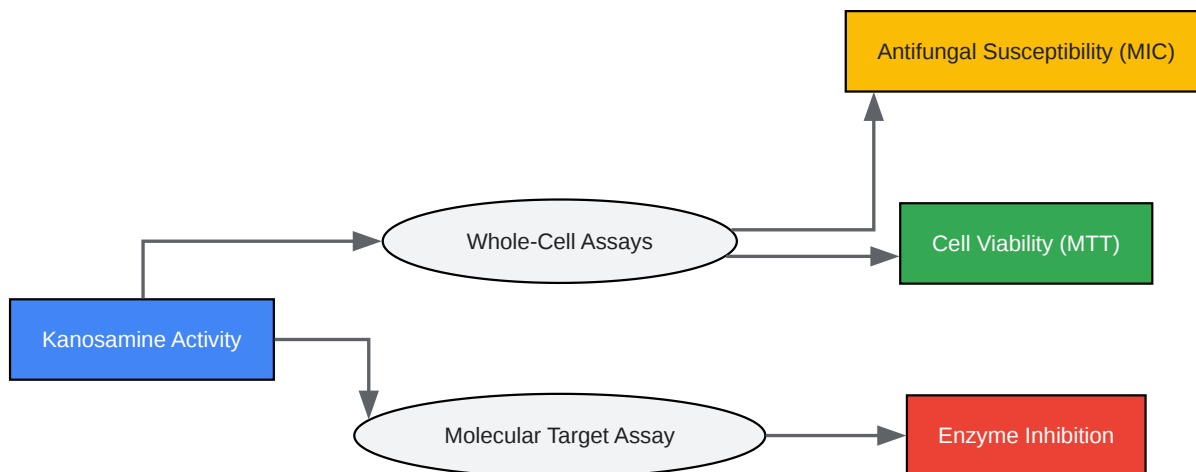 Antifungal Susceptibility (MIC)
Whole-Cell Assays
Cell Viability (MTT)
Kanosamine Activity
Molecular Target Assay
Enzyme Inhibition